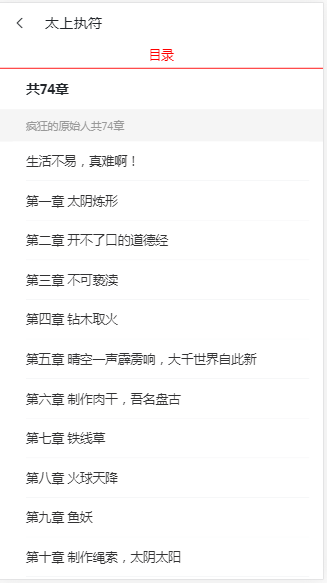 太上执符
目录
共74章
疯狂的原始人共74章
生活不易，真难啊！
第一章 太阴炼形
第二章 开不了口的道德经
第三章 不可亵渎
第四章 钻木取火
第五章 晴空一声霹雳响，大千世界自此新
第六章 制作肉干，吾名盘古
第七章 铁线草
第八章 火球天降
第九章 鱼妖
第十章 制作绳索，太阴太阳